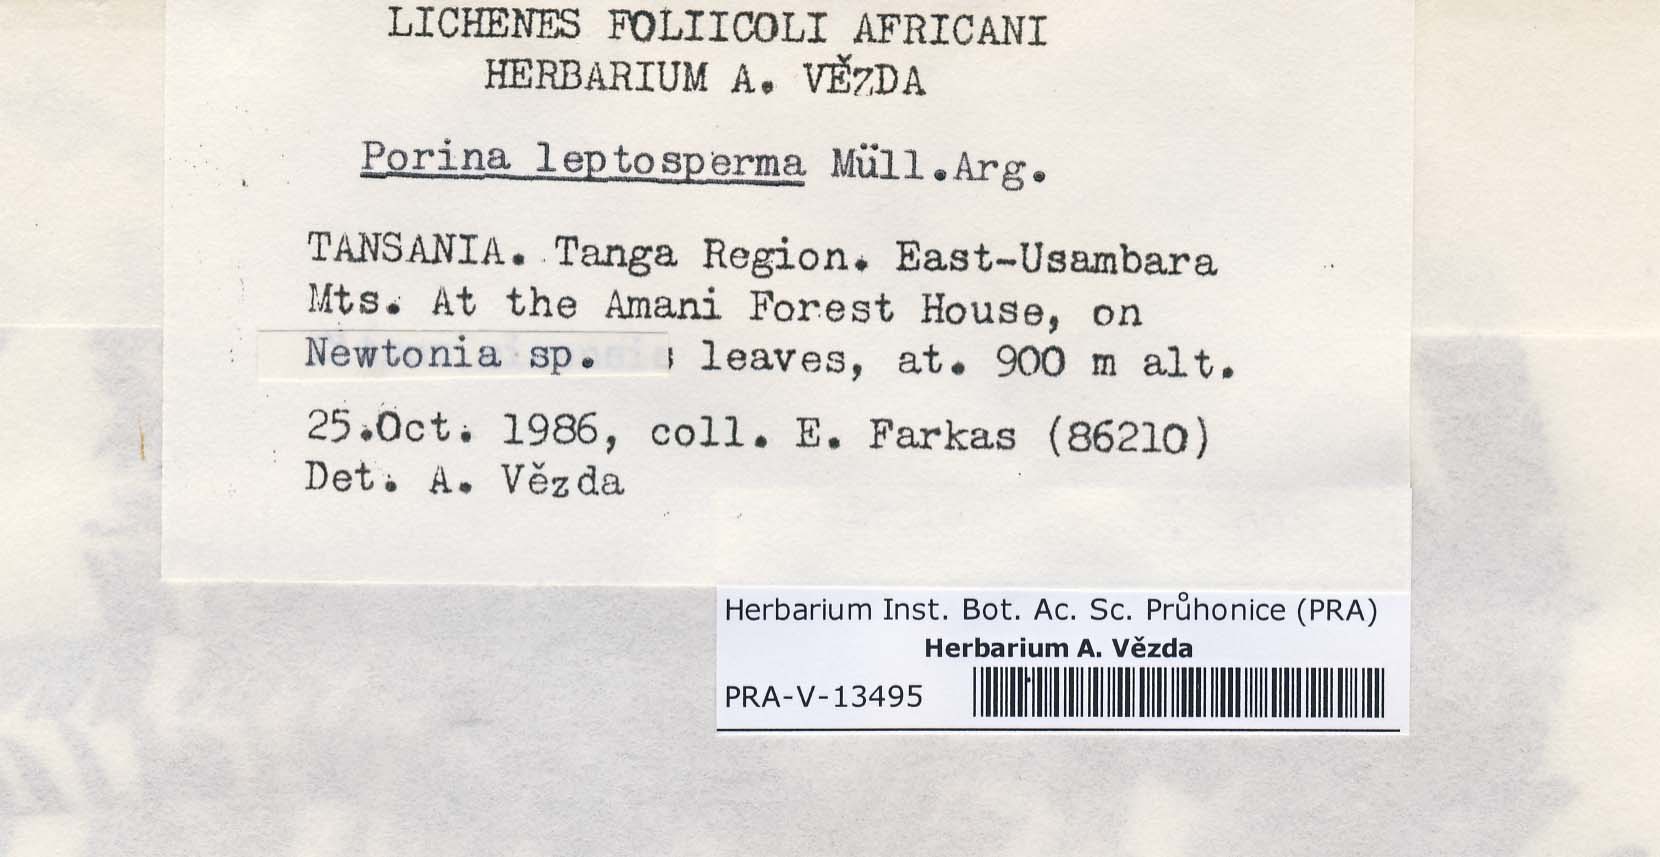 LICHENES FOLIICOLI AFRICANI
HERBARIUM A. VĚZDA
Porina leptosperma Müll.Arg.
TANSANIA. Tanga Region. East-Usambara
Mts. At the Amani Forest House, on
Newtonia sp. leaves, at. 900 m alt.
25.Oct. 1986, coll. E. Farkas (86210)
Det. A. Vězda
Herbarium Inst. Bot. Ac. Sc. Průhonice (PRA)
Herbarium A. Vězda
PRA-V-13495